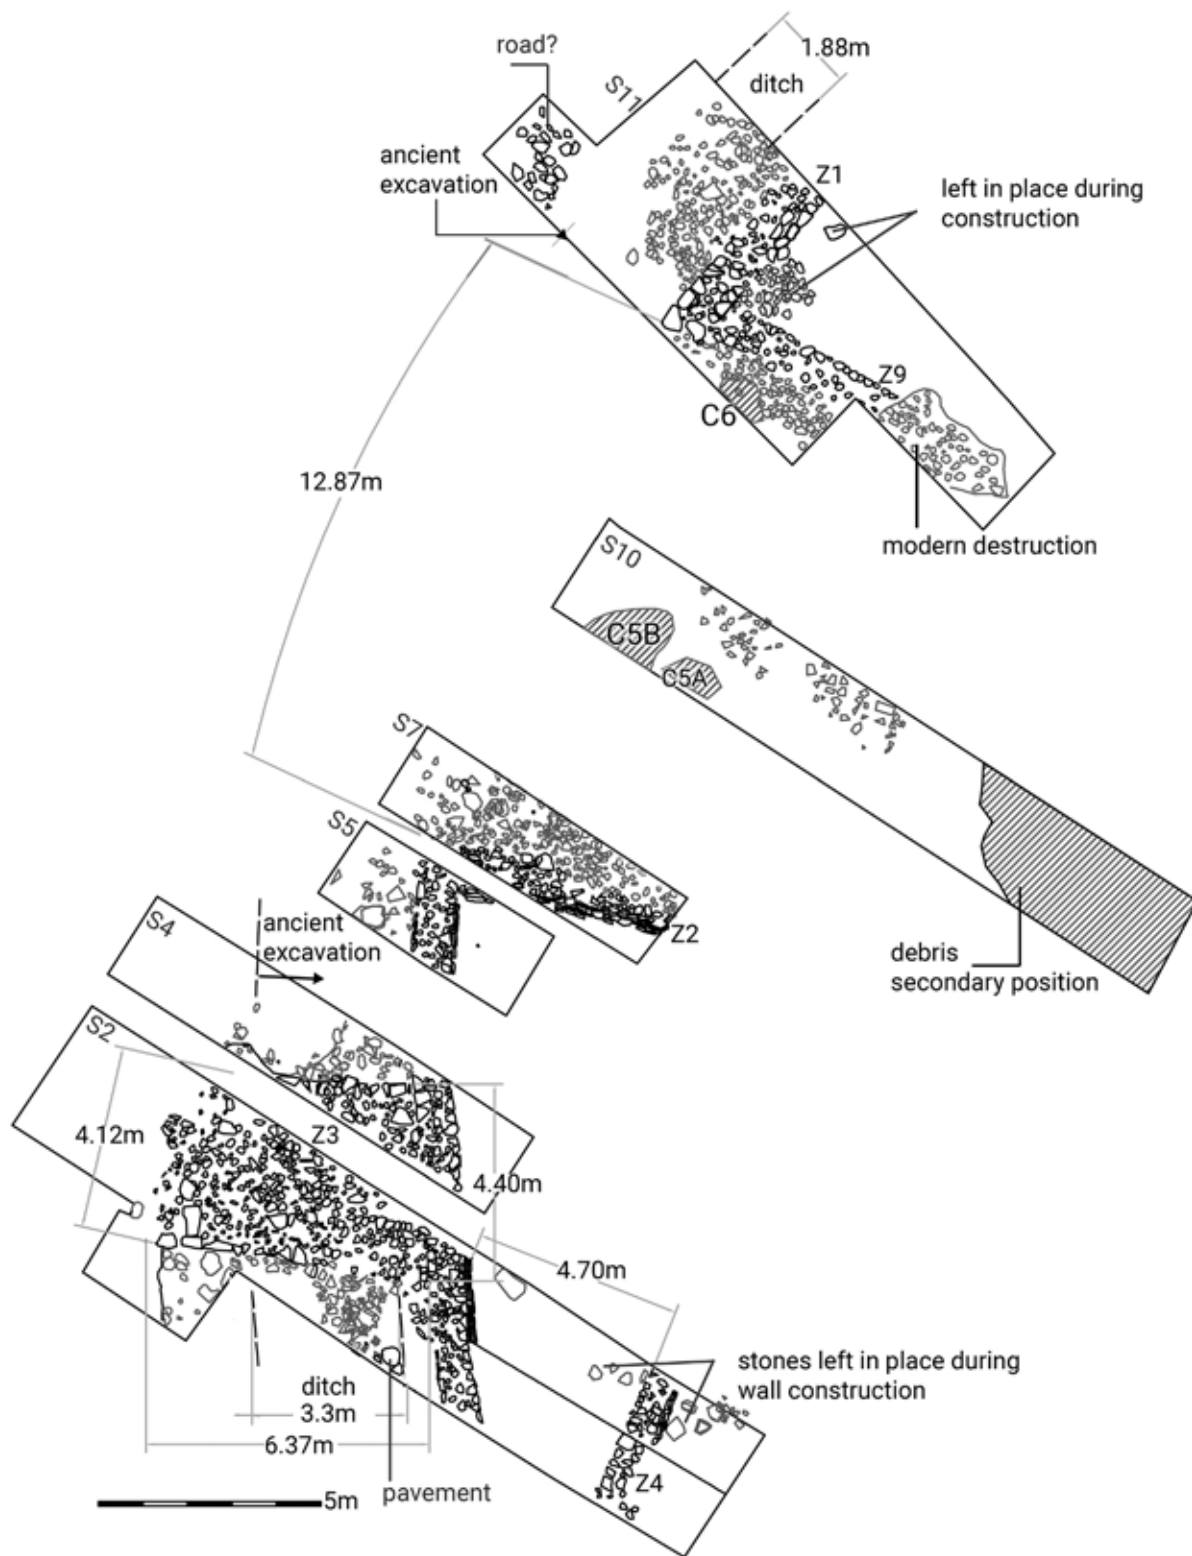 road?
1.88m
ditch
S11
ancient
excavation
Z1
left in place during
construction
Z9
C6
12.87m
modern destruction
S10
C5B
C5A
S7
S5
Z2
S4
ancient
excavation
debris
secondary position
S2
4.12m
Z3
4.40m
4.70m
stones left in place during
wall construction
ditch
3.3m
6.37m
Z4
pavement
5m